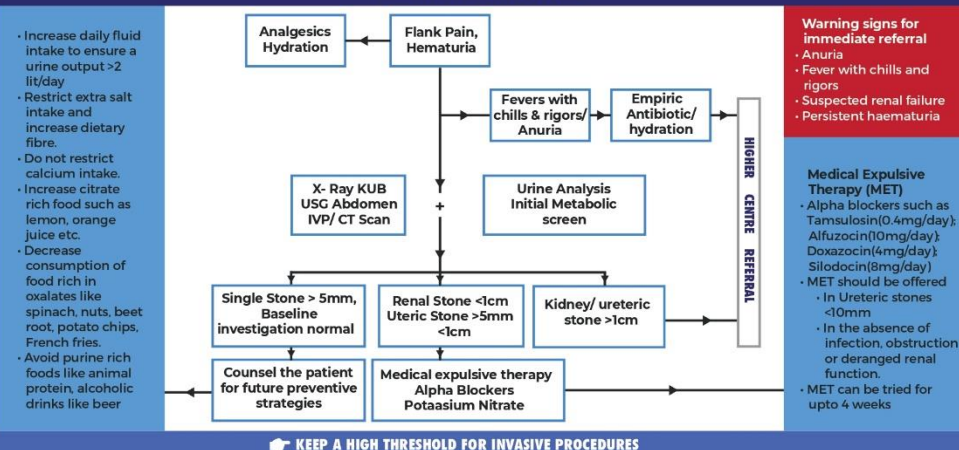 • Increase daily fluid
intake to ensure a
urine output >2
lit/day
• Restrict extra salt
intake and
increase dietary
fibre.
• Do not restrict
calcium intake.
• Increase citrate
rich food such as
lemon, orange
juice etc.
• Decrease
consumption of
food rich in
oxalates like
spinach, nuts, beet
root, potato chips,
French fries.
• Avoid purine rich
foods like animal
protein, alcoholic
drinks like beer
Analgesics
Hydration
Flank Pain,
Hematuria
Fevers with
chills & rigors/
Anuria
Empiric
Antibiotic/
hydration
HIGHER CENTRE REFERRAL
X- Ray KUB
USG Abdomen
IVP/ CT Scan
+
Urine Analysis
Initial Metabolic
screen
Single Stone > 5mm,
Baseline
investigation normal
Renal Stone <1cm
Uteric Stone >5mm
<1cm
Kidney/ ureteric
stone >1cm
Counsel the patient
for future preventive
strategies
Medical expulsive therapy
Alpha Blockers
Potaasium Nitrate
Warning signs for
immediate referral
• Anuria
• Fever with chills and
rigors
• Suspected renal failure
• Persistent haematuria
Medical Expulsive
Therapy (MET)
• Alpha blockers such as
Tamsulosin(0.4mg/day);
Alfuzocin(10mg/day);
Doxazocin(4mg/day);
Silodocin(8mg/day)
• MET should be offered
• In Ureteric stones
<10mm
• In the absence of
infection, obstruction
or deranged renal
function.
• MET can be tried for
upto 4 weeks
KEEP A HIGH THRESHOLD FOR INVASIVE PROCEDURES